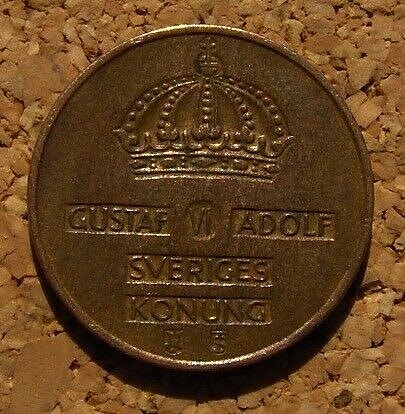 GUSTAF VI ADOLF
SVERIGES
KONUNG